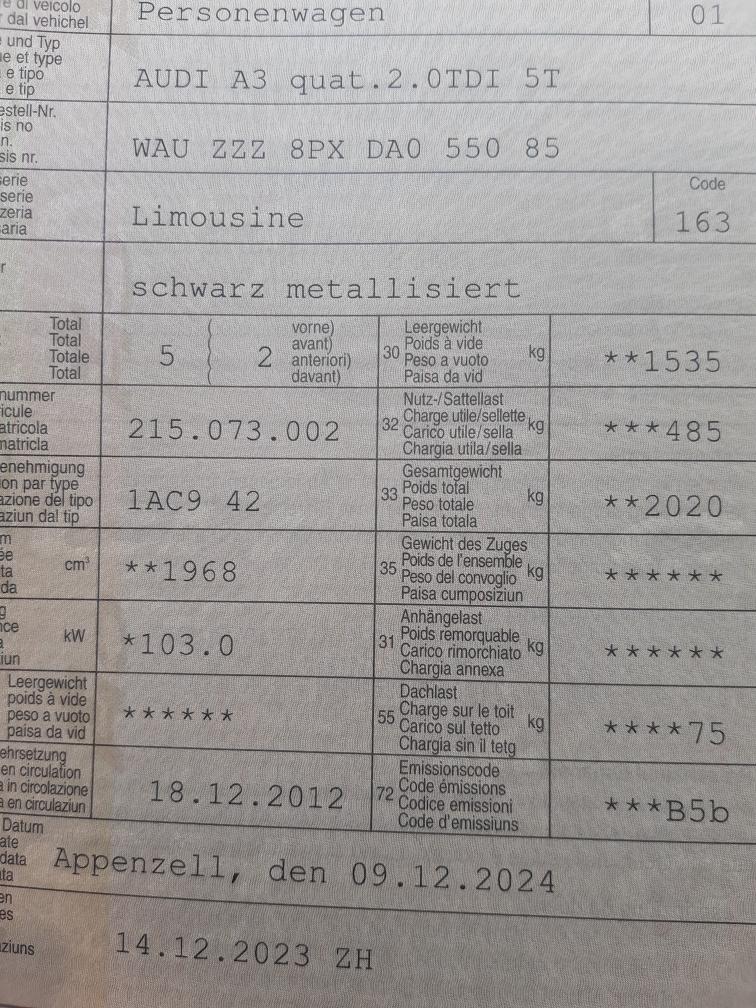 di veicolo
dal vehichel
Personenwagen
01
und Typ
et type
e tipo
e tip
AUDI A3 quat.2.0TDI 5T
estell-Nr.
is no
n.
sis nr.
WAU ZZZ 8PX DA0 550 85
serie
serie
zeria
saria
Limousine
Code
163
r
schwarz metallisiert
Total
Total
Totale
Total
5
2
vorne)
avant)
anteriori)
davant)
30
Leergewicht
Poids à vide
Peso a vuoto
Paisa da vid
kg
**1535
nummer
icule
atricola
natricla
215.073.002
32
Nutz-/Sattellast
Charge utile/sellette
Carico utile/sella
Chargia utila/sella
kg
***485
enehmigung
ion par type
azione del tipo
aziun dal tip
1AC9 42
33
Gesamtgewicht
Poids total
Peso totale
Paisa totala
kg
**2020
m
ée
ta
da
cm³
**1968
35
Gewicht des Zuges
Poids de l'ensemble
Peso del convoglio
Paisa cumposiziun
kg
******
g
nce
a
iun
kW
*103.0
31
Anhängelast
Poids remorquable
Carico rimorchiato
Chargia annexa
kg
******
Leergewicht
poids à vide
peso a vuoto
paisa da vid
******
55
Dachlast
Charge sur le toit
Carico sul tetto
Chargia sin il tetg
kg
****75
ehrsetzung
en circulation
a in circolazione
a en circulaziun
18.12.2012
72
Emissionscode
Code émissions
Codice emissioni
Code d'emissiuns
***B5b
Datum
ate
data
ata
Appenzell, den 09.12.2024
en
es
ziuns
14.12.2023 ZH